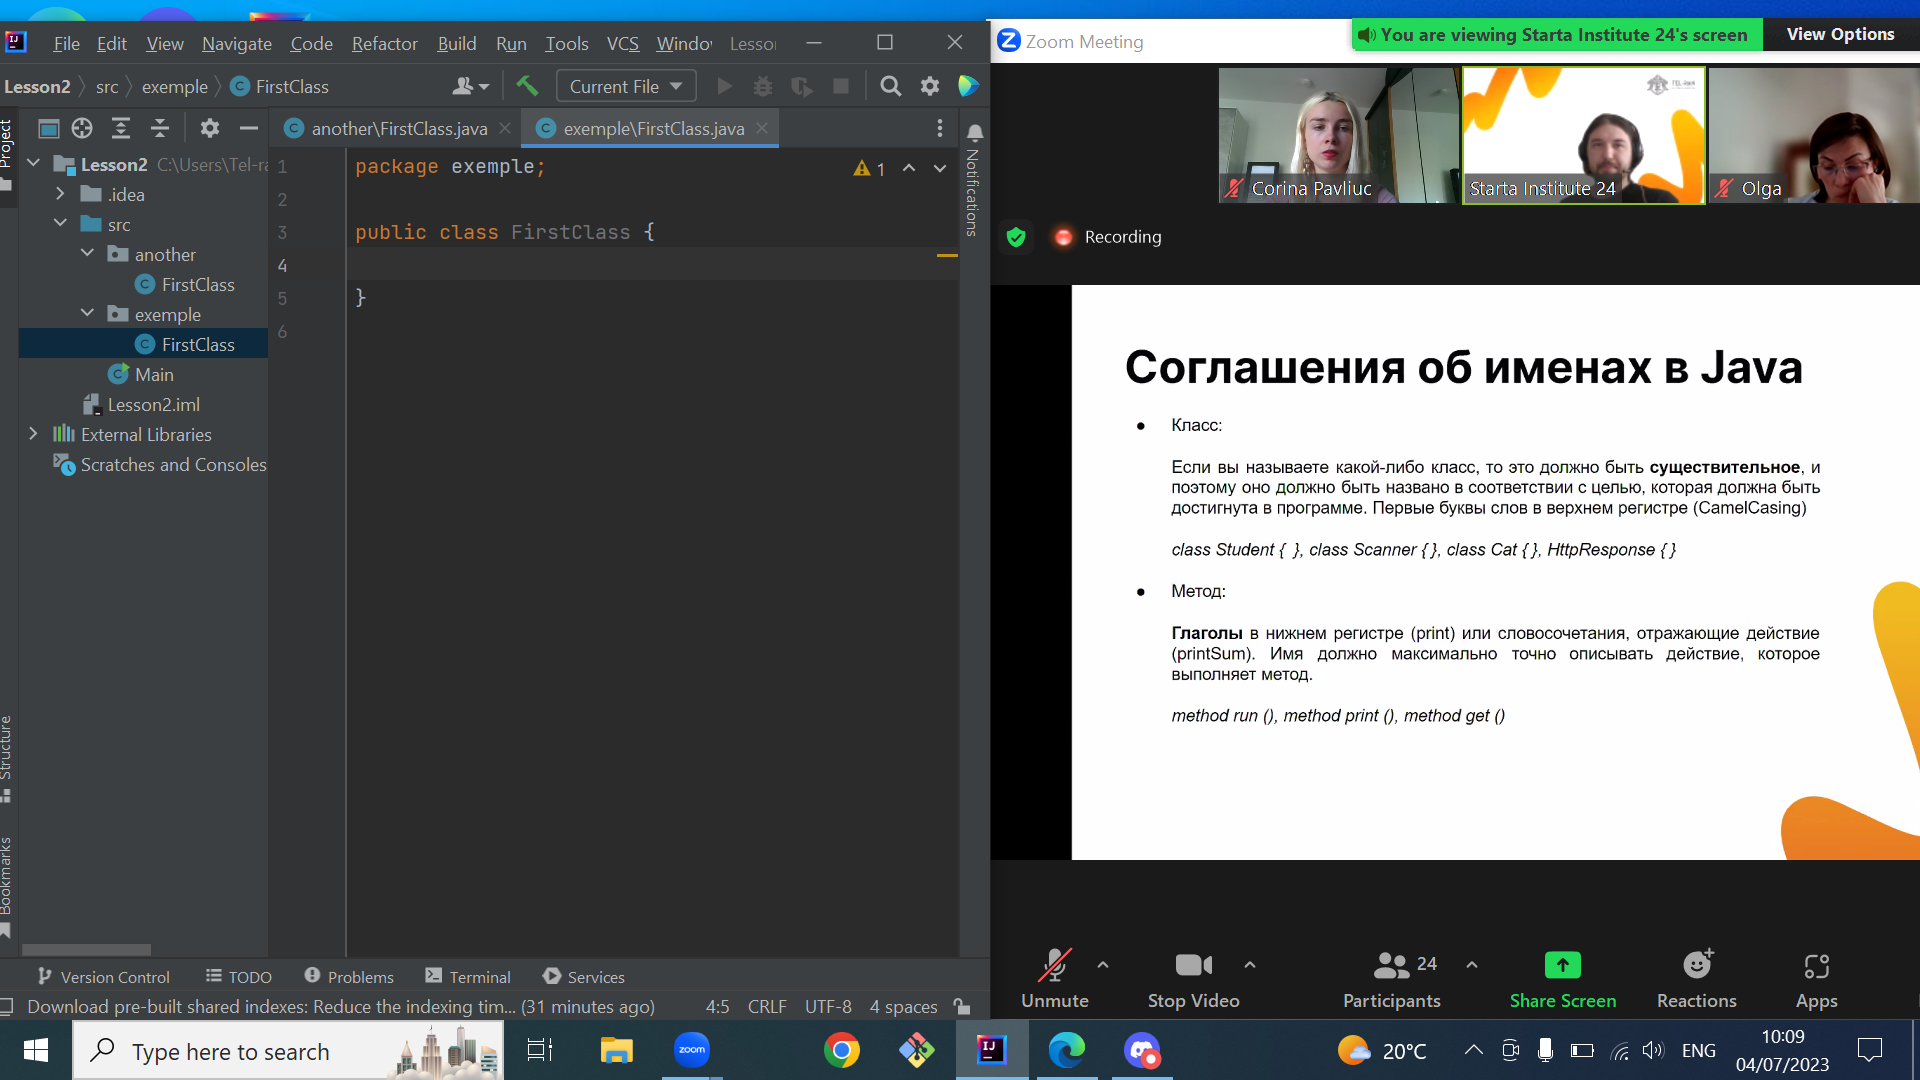 File Edit View Navigate Code Refactor Build Run Tools VCS Window Lesson
Lesson2 src exemple FirstClass
Current File
Project
another\FirstClass.java
exemple\FirstClass.java
Lesson2 C:\Users\Tel-ra
.idea
src
another
FirstClass
exemple
FirstClass
Main
Lesson2.iml
External Libraries
Scratches and Consoles
1 package exemple;
2
3 public class FirstClass {
4
5 }
6
1
Notifications
Structure
Bookmarks
Version Control TODO Problems Terminal Services
Download pre-built shared indexes: Reduce the indexing tim... (31 minutes ago) 4:5 CRLF UTF-8 4 spaces
Zoom Meeting
You are viewing Starta Institute 24's screen
View Options
Corina Pavliuc
Starta Institute 24
Olga
Recording
Соглашения об именах в Java
● Класс:
Если вы называете какой-либо класс, то это должно быть существительное, и
поэтому оно должно быть названо в соответствии с целью, которая должна быть
достигнута в программе. Первые буквы слов в верхнем регистре (CamelCasing)
class Student { }, class Scanner { }, class Cat { }, HttpResponse { }
● Метод:
Глаголы в нижнем регистре (print) или словосочетания, отражающие действие
(printSum). Имя должно максимально точно описывать действие, которое
выполняет метод.
method run (), method print (), method get ()
Unmute
Stop Video
24
Participants
Share Screen
Reactions
Apps
Type here to search
zoom
20°C
ENG
10:09
04/07/2023